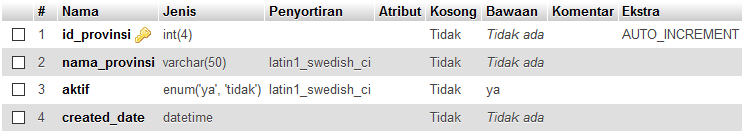 # Nama Jenis Penyortiran Atribut Kosong Bawaan Komentar Ekstra
1 id_provinsi int(4) Tidak Tidak ada AUTO_INCREMENT
2 nama_provinsi varchar(50) latin1_swedish_ci Tidak Tidak ada
3 aktif enum('ya', 'tidak') latin1_swedish_ci Tidak ya
4 created_date datetime Tidak Tidak ada